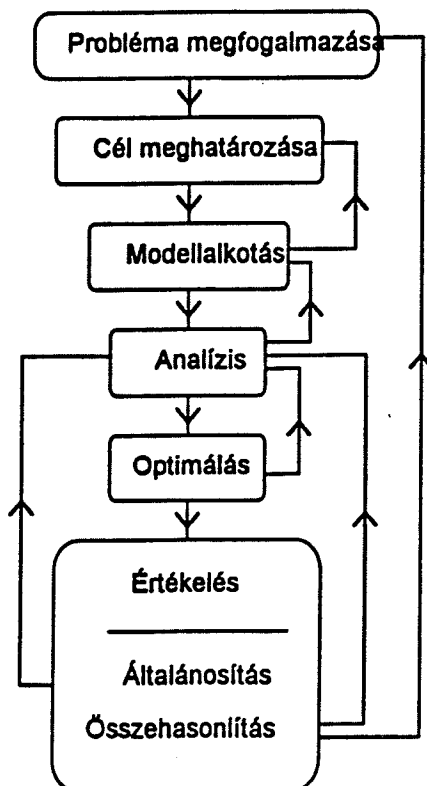 Probléma megfogalmazása
Cél meghatározása
Modellalkotás
Analízis
Optimálás
Értékelés
Általánosítás
Összehasonlítás